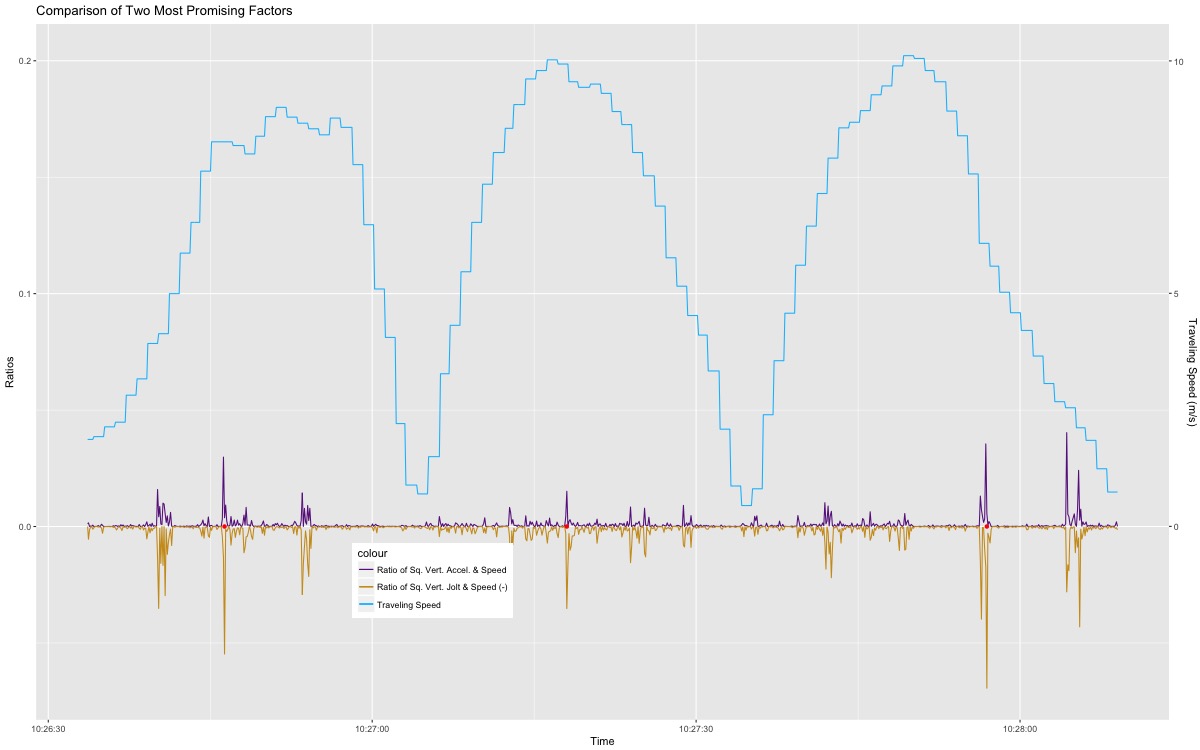 Comparison of Two Most Promising Factors
0.2
0.1
0.0
Ratios
10
5
0
Traveling Speed (m/s)
colour
Ratio of Sq. Vert. Accel. & Speed
Ratio of Sq. Vert. Jolt & Speed (-)
Traveling Speed
10:26:30
10:27:00
10:27:30
10:28:00
Time